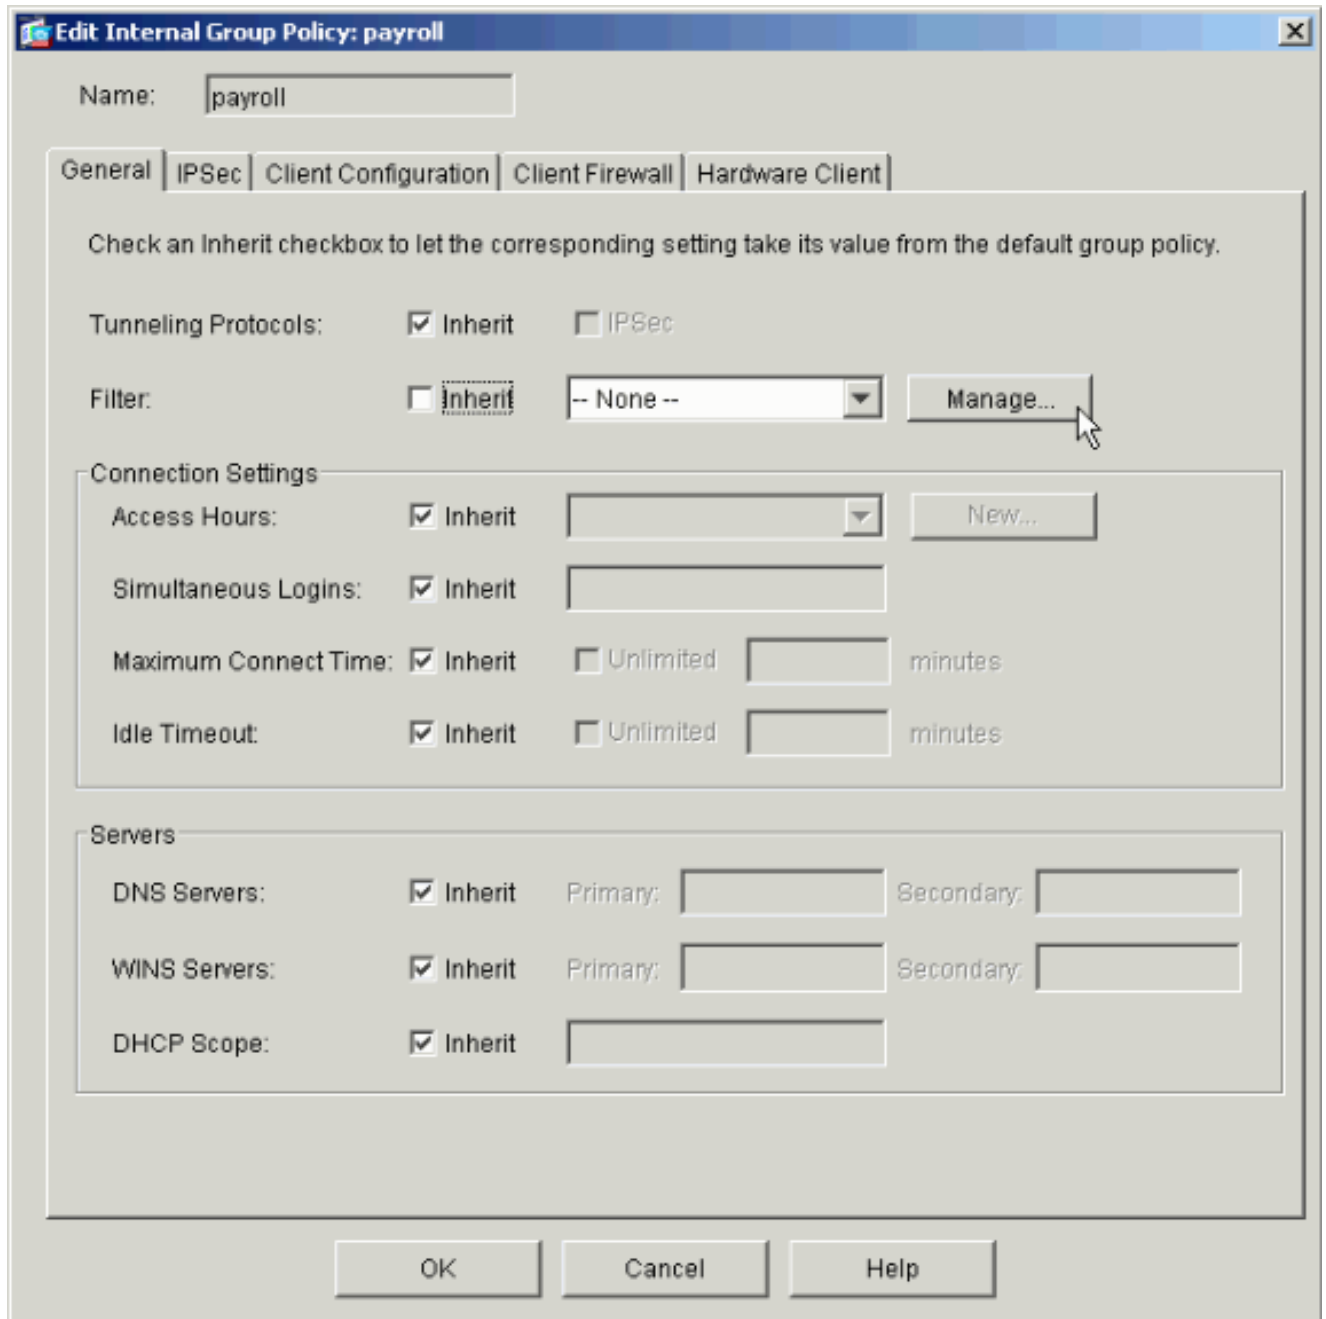 Edit Internal Group Policy: payroll
Name: payroll
General IPSec Client Configuration Client Firewall Hardware Client
Check an Inherit checkbox to let the corresponding setting take its value from the default group policy.
Tunneling Protocols: Inherit IPSec
Filter: Inherit -- None -- Manage...
Connection Settings
Access Hours: Inherit New...
Simultaneous Logins: Inherit
Maximum Connect Time: Inherit Unlimited minutes
Idle Timeout: Inherit Unlimited minutes
Servers
DNS Servers: Inherit Primary: Secondary:
WINS Servers: Inherit Primary: Secondary:
DHCP Scope: Inherit
OK Cancel Help